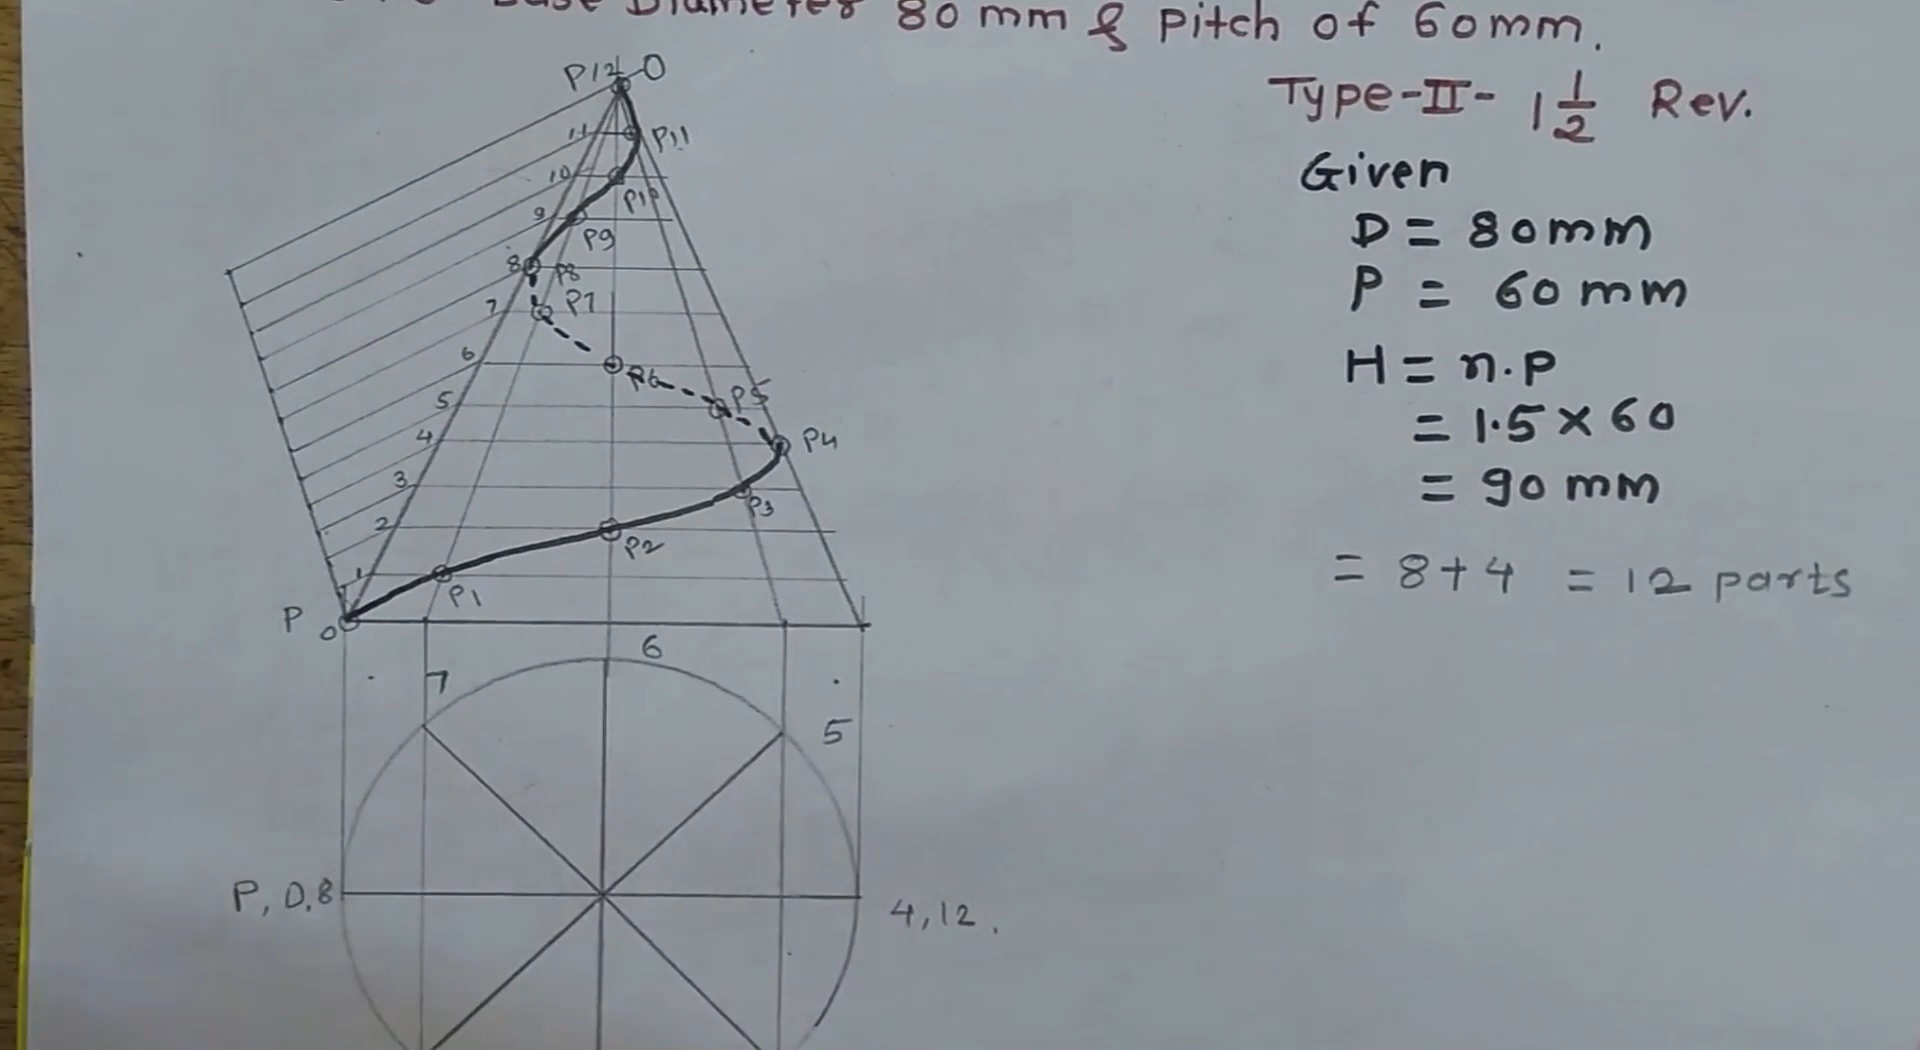 Base Diameter 80 mm & pitch of 60mm.
Type-II- 1 1/2 Rev.
Given
D = 80mm
P = 60 mm
H = n.p
= 1.5 × 60
= 90 mm
= 8+4 = 12 parts
P12 O
11 P11
10 P10
9 P9
8 P8
7 P7
6 P6
5 P5
4 P4
3 P3
2 P2
1 P1
P 0
6
7
5
P, 0,8
4,12.